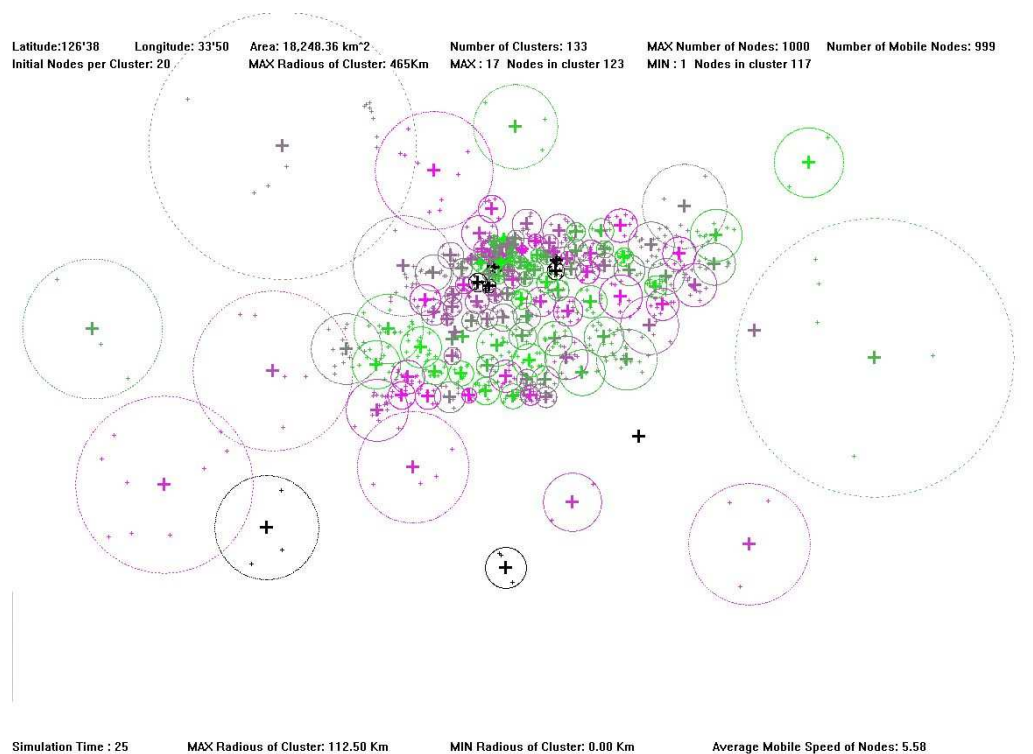 Latitude:126'38 Longitude: 33'50 Area: 18,248.36 km^2 Number of Clusters: 133 MAX Number of Nodes: 1000 Number of Mobile Nodes: 999
Initial Nodes per Cluster: 20 MAX Radious of Cluster: 465Km MAX : 17 Nodes in cluster 123 MIN : 1 Nodes in cluster 117
Simulation Time : 25 MAX Radious of Cluster: 112.50 Km MIN Radious of Cluster: 0.00 Km Average Mobile Speed of Nodes: 5.58